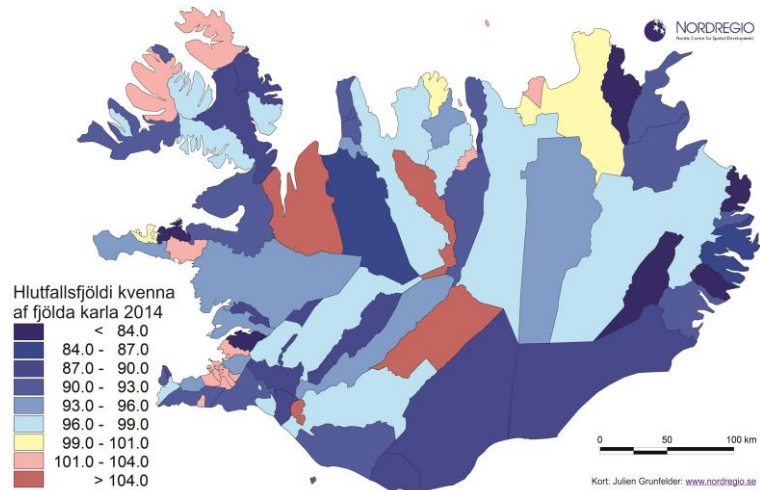 NORDREGIO
Nordic Centre for Spatial Development
Hlutfallsfjöldi kvenna
af fjölda karla 2014
< 84.0
84.0 - 87.0
87.0 - 90.0
90.0 - 93.0
93.0 - 96.0
96.0 - 99.0
99.0 - 101.0
101.0 - 104.0
> 104.0
0 50 100 km
Kort: Julien Grunfelder: www.nordregio.se